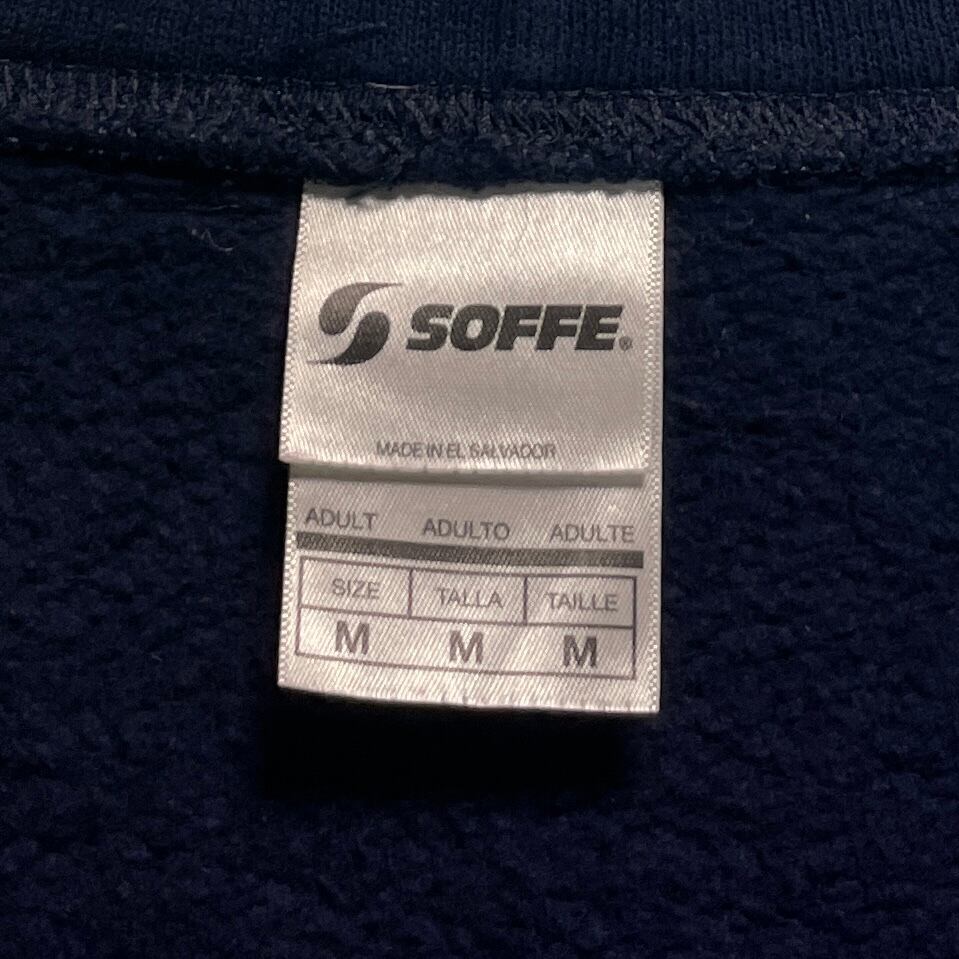 SOFFE®
MADE IN EL SALVADOR
ADULT ADULTO ADULTE
SIZE TALLA TAILLE
M M M